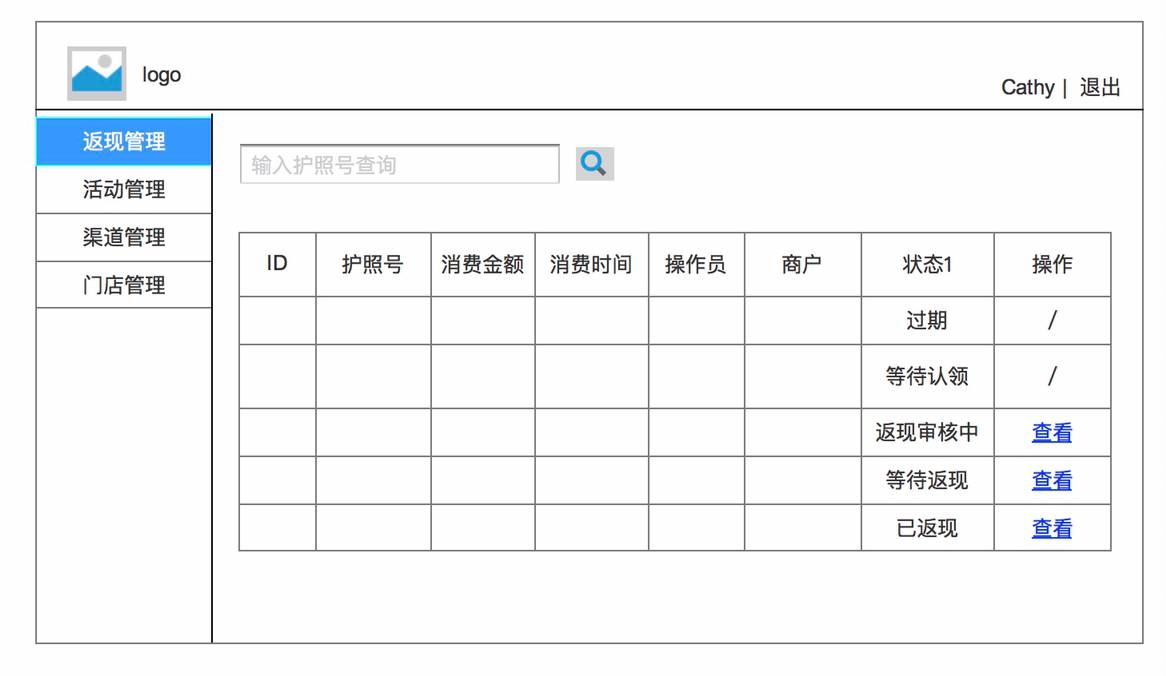 logo
Cathy | 退出
返现管理
活动管理
渠道管理
门店管理
输入护照号查询
ID 护照号 消费金额 消费时间 操作员 商户 状态1 操作
过期 /
等待认领 /
返现审核中 查看
等待返现 查看
已返现 查看